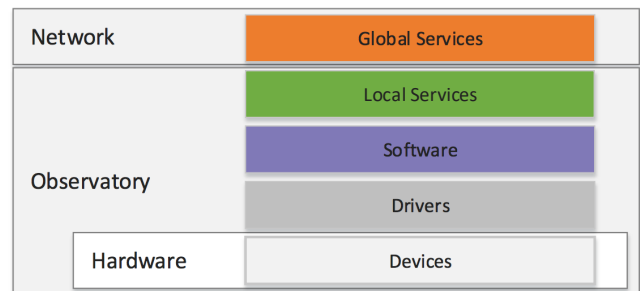 Network
Global Services
Local Services
Software
Observatory
Drivers
Hardware
Devices